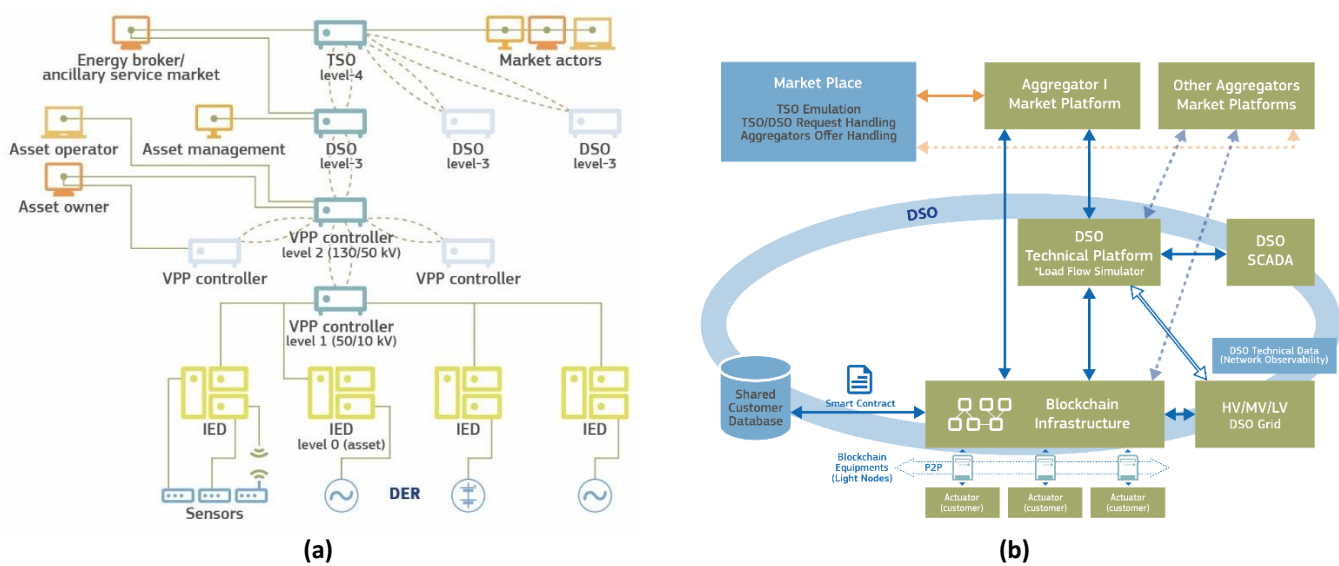 Energy broker/
ancillary service market
TSO
level-4
Market actors
Asset operator
Asset management
DSO
level-3
DSO
level-3
DSO
level-3
Asset owner
VPP controller
level 2 (130/50 kV)
VPP controller
VPP controller
VPP controller
level 1 (50/10 kV)
IED
IED
level 0 (asset)
IED
IED
DER
Sensors
(a)
Market Place
TSO Emulation
TSO/DSO Request Handling
Aggregators Offer Handling
Aggregator I
Market Platform
Other Aggregators
Market Platforms
DSO
DSO
Technical Platform
*Load Flow Simulator
DSO
SCADA
DSO Technical Data
(Network Observability)
Shared
Customer
Database
Smart Contract
Blockchain
Infrastructure
HV/MV/LV
DSO Grid
Blockchain
Equipments
(Light Nodes)
P2P
Actuator
(customer)
Actuator
(customer)
Actuator
(customer)
(b)